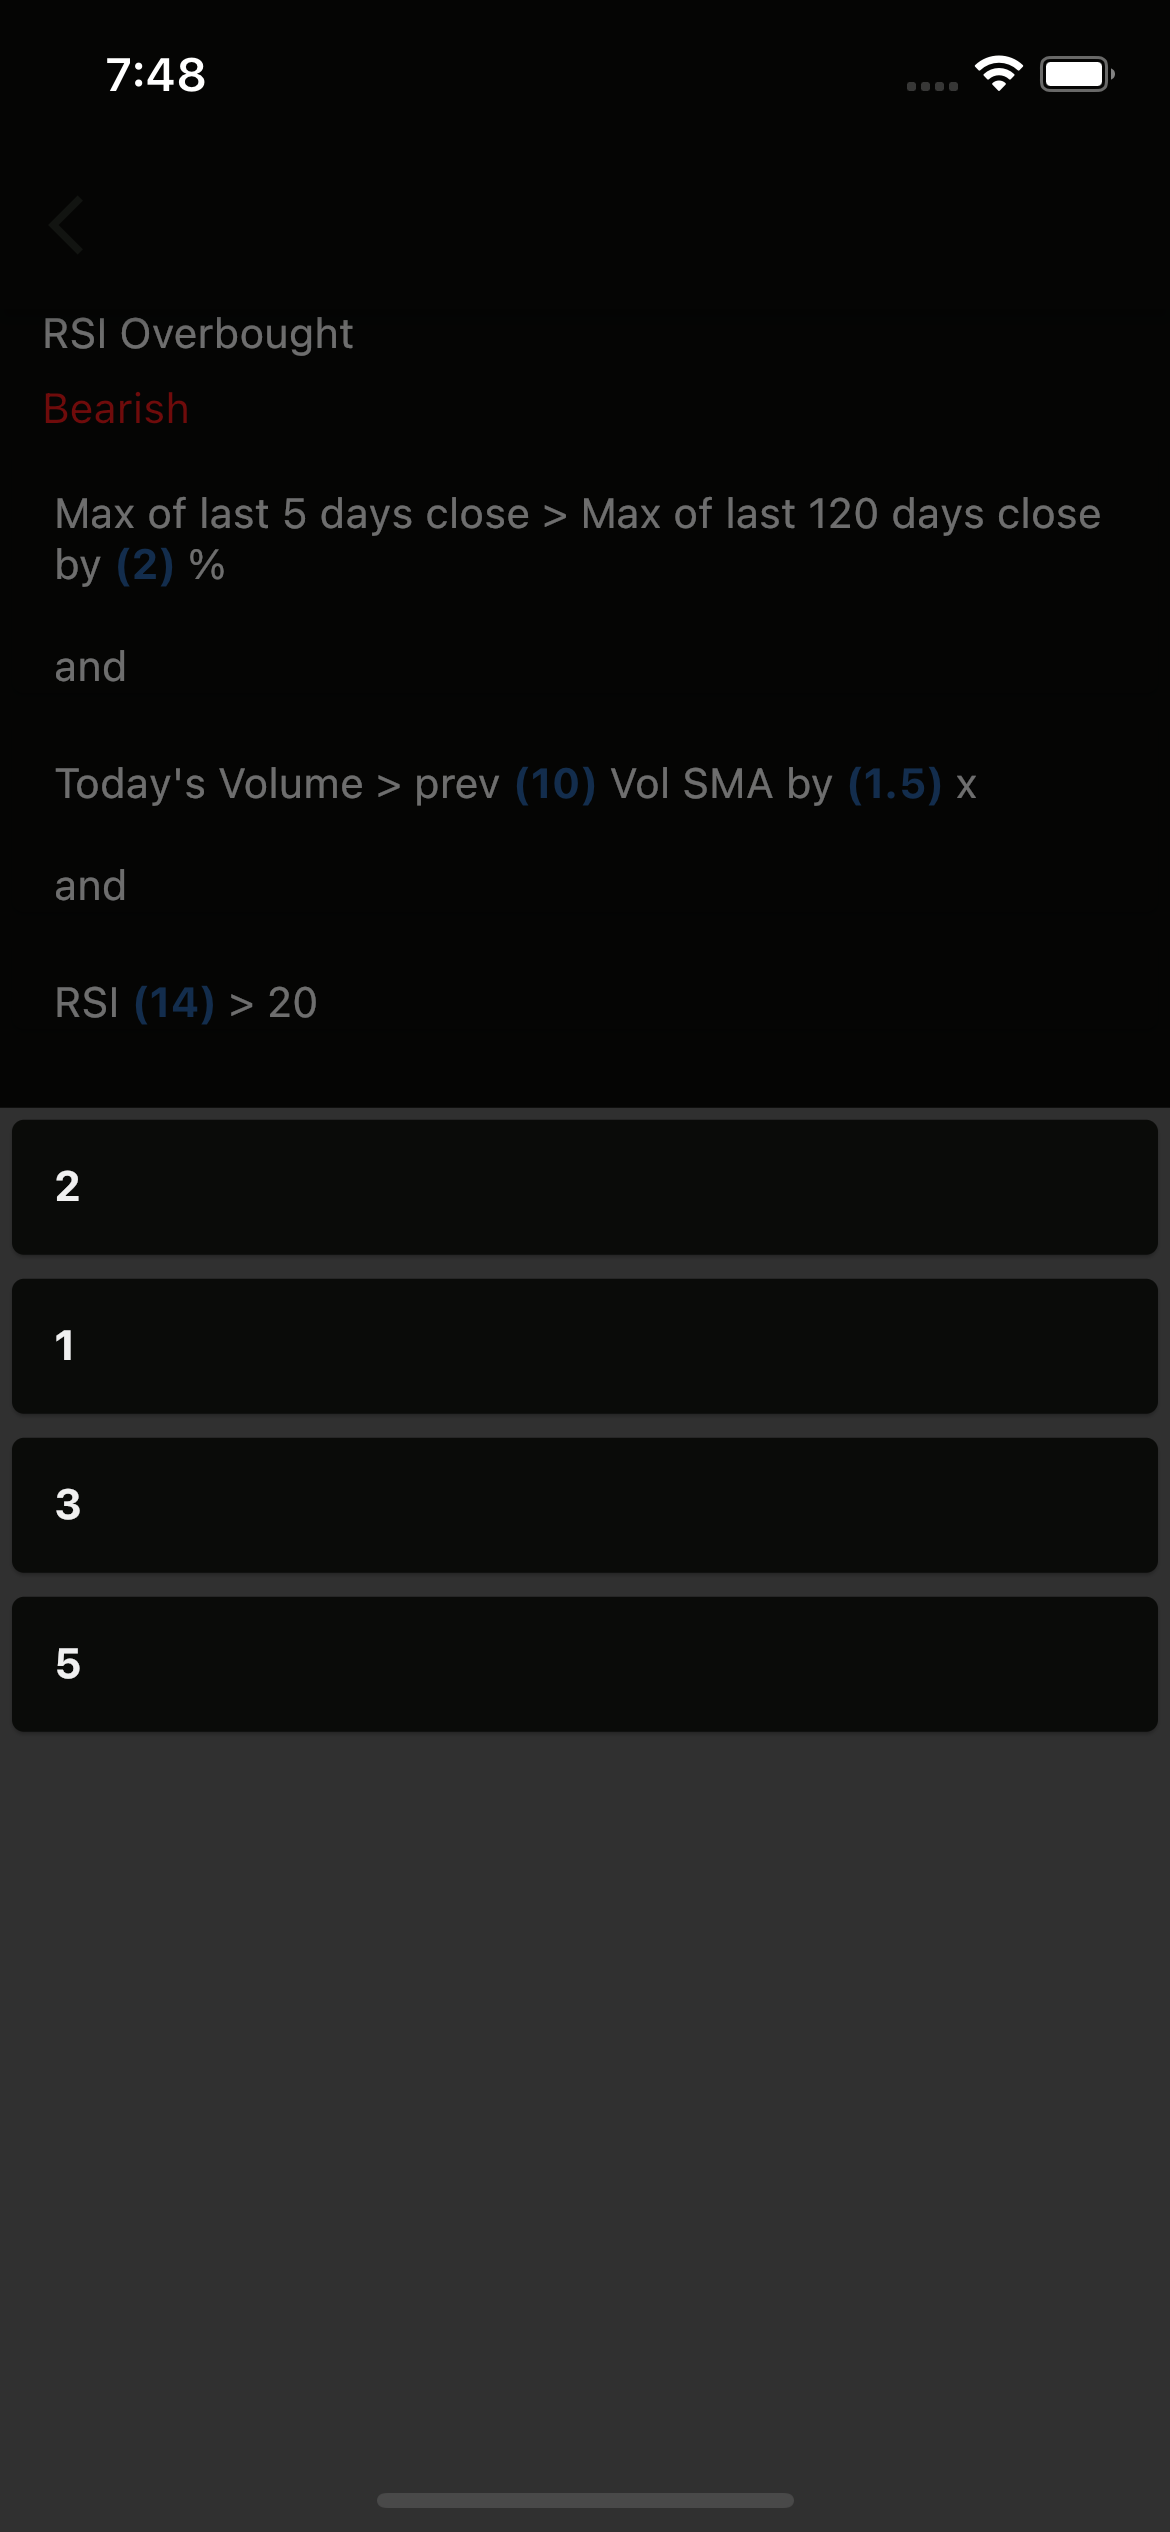 7:48
RSI Overbought
Bearish
Max of last 5 days close > Max of last 120 days close
by (2) %
and
Today's Volume > prev (10) Vol SMA by (1.5) x
and
RSI (14) > 20
2
1
3
5